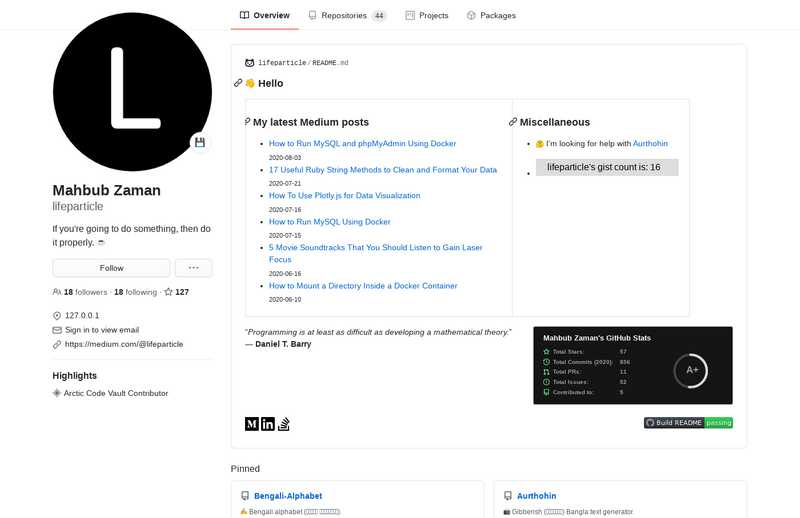 Overview Repositories 44 Projects Packages
L
Mahbub Zaman
lifeparticle
If you're going to do something, then do
it properly.
Follow ...
18 followers · 18 following · 127
127.0.0.1
Sign in to view email
https://medium.com/@lifeparticle
Highlights
Arctic Code Vault Contributor
lifeparticle / README.md
👋 Hello
My latest Medium posts
How to Run MySQL and phpMyAdmin Using Docker
2020-08-03
17 Useful Ruby String Methods to Clean and Format Your Data
2020-07-21
How To Use Plotly.js for Data Visualization
2020-07-16
How to Run MySQL Using Docker
2020-07-15
5 Movie Soundtracks That You Should Listen to Gain Laser
Focus
2020-06-16
How to Mount a Directory Inside a Docker Container
2020-06-10
Miscellaneous
🤔 I'm looking for help with Aurthohin
lifeparticle's gist count is: 16
"Programming is at least as difficult as developing a mathematical theory."
— Daniel T. Barry
Mahbub Zaman's GitHub Stats
Total Stars: 57
Total Commits (2020): 856
Total PRs: 11
Total Issues: 52
Contributed to: 5
A+
M in
Build README passing
Pinned
Bengali-Alphabet
✍ Bengali alphabet
Aurthohin
Gibberish Bangla text generator